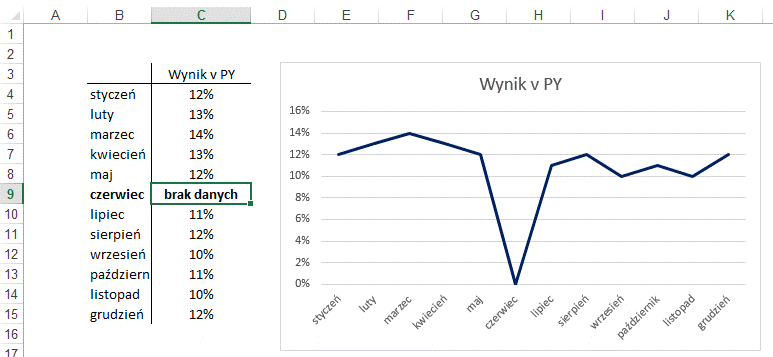 A B C D E F G H I J K
1
2
3 Wynik v PY
4 styczeń 12%
5 luty 13%
6 marzec 14%
7 kwiecień 13%
8 maj 12%
9 czerwiec brak danych
10 lipiec 11%
11 sierpień 12%
12 wrzesień 10%
13 październ 11%
14 listopad 10%
15 grudzień 12%
16
17
Wynik v PY
16%
14%
12%
10%
8%
6%
4%
2%
0%
styczeń luty marzec kwiecień maj czerwiec lipiec sierpień wrzesień październik listopad grudzień